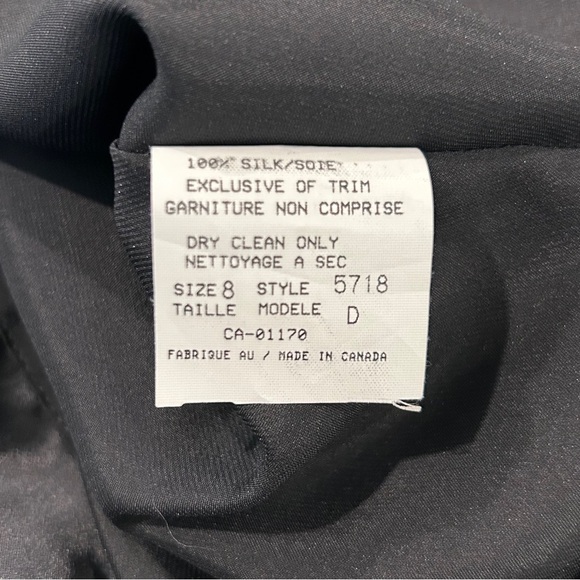 100% SILK/SOIE
EXCLUSIVE OF TRIM
GARNITURE NON COMPRISE
DRY CLEAN ONLY
NETTOYAGE A SEC
SIZE 8 STYLE 5718
TAILLE MODELE D
CA-01170
FABRIQUE AU / MADE IN CANADA